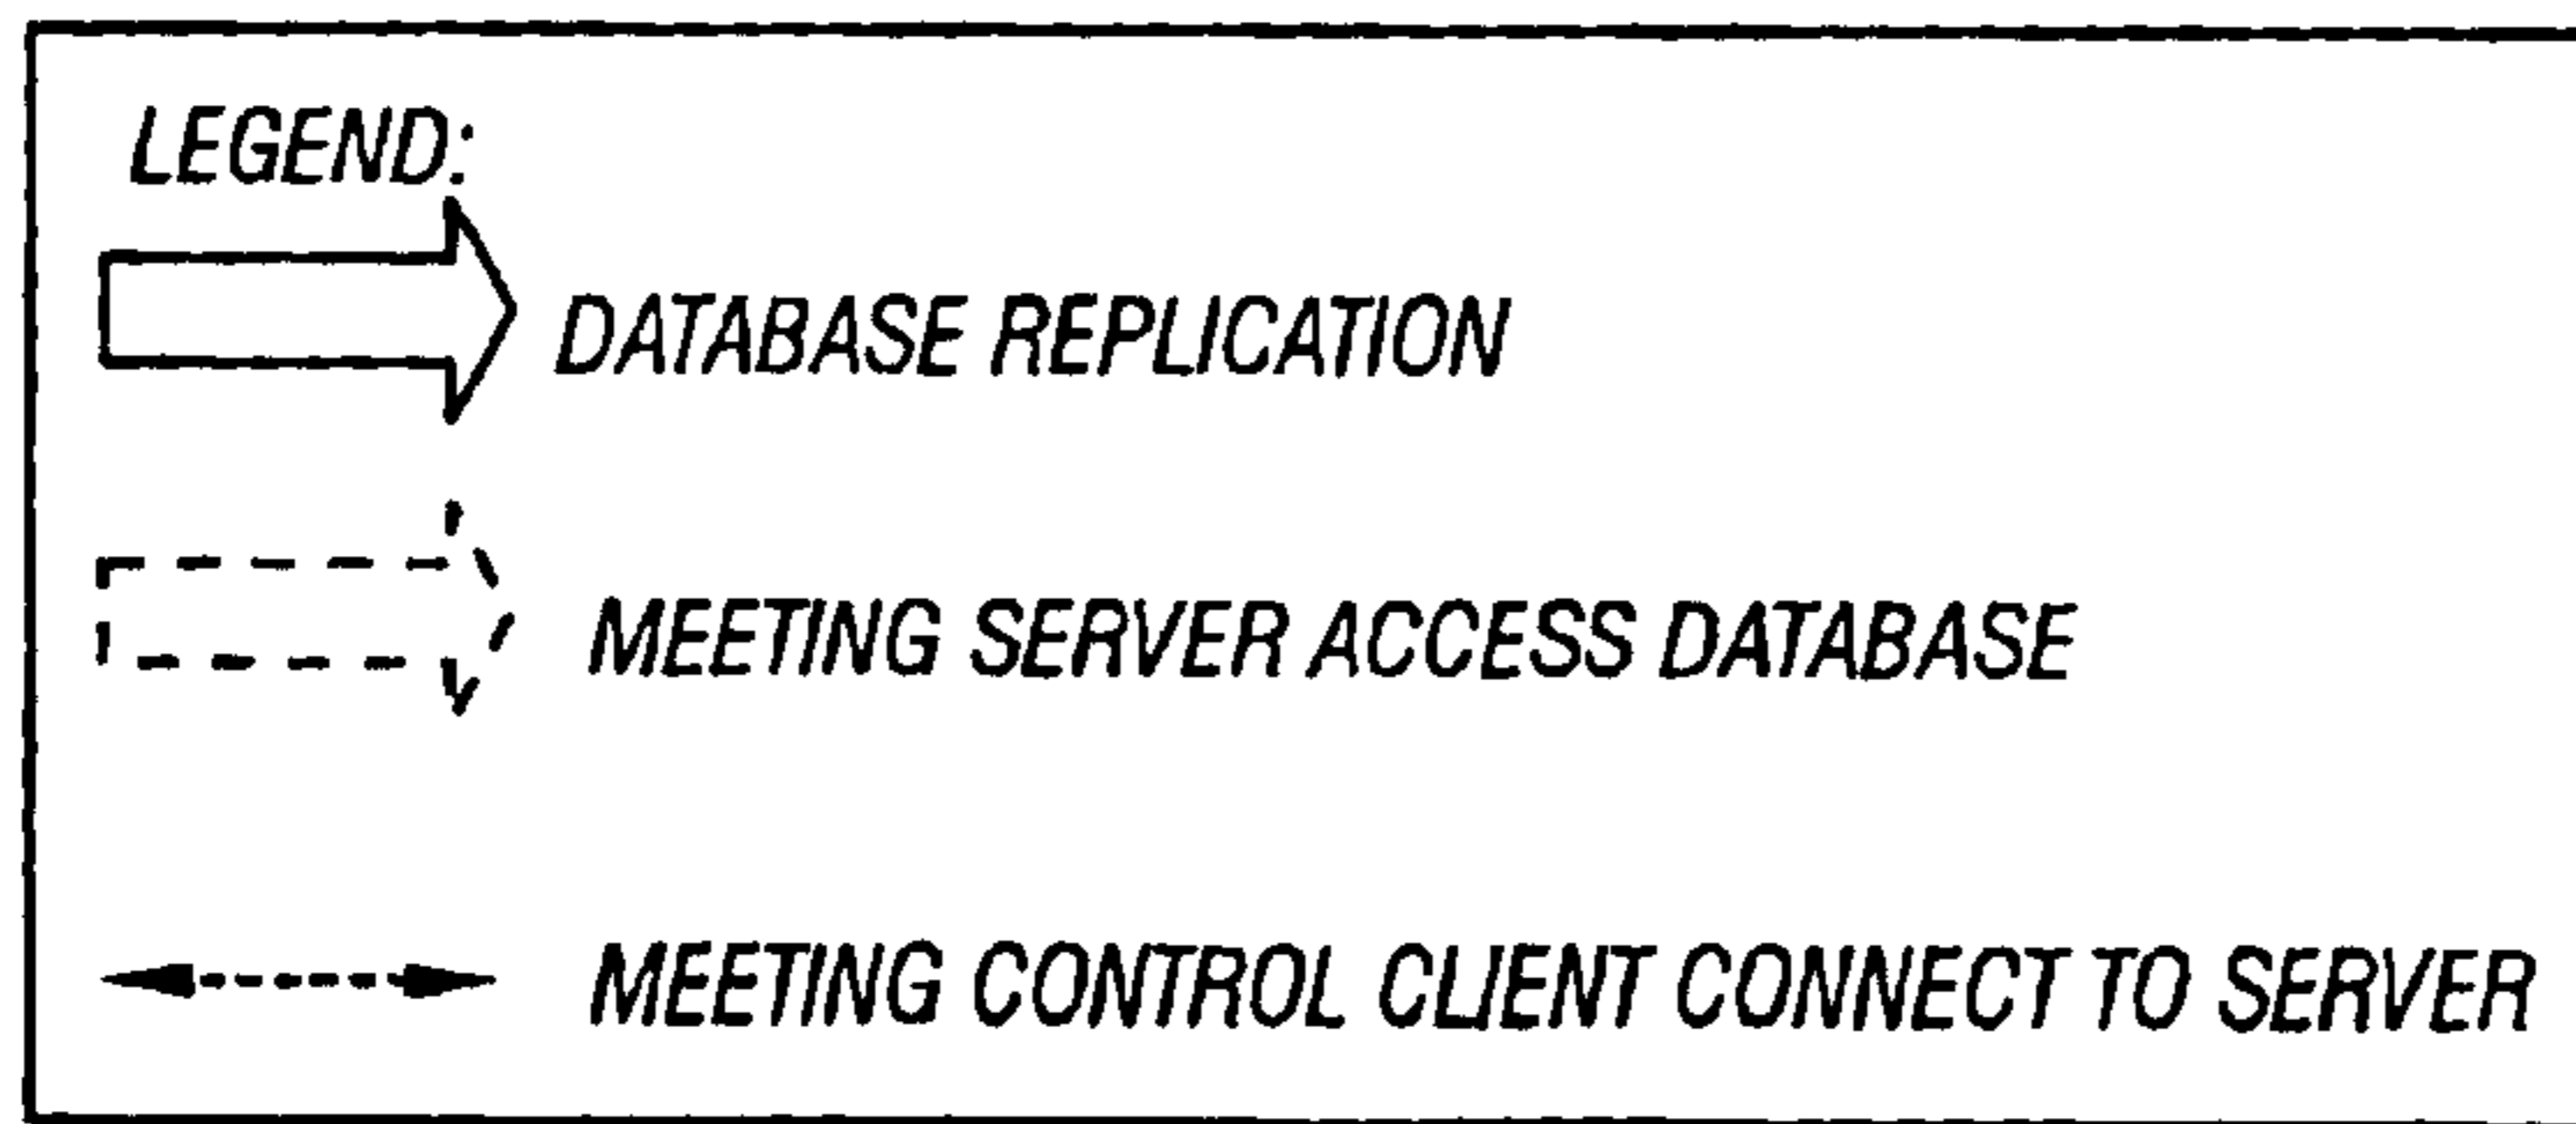 LEGEND:
DATABASE REPLICATION
MEETING SERVER ACCESS DATABASE
MEETING CONTROL CLIENT CONNECT TO SERVER